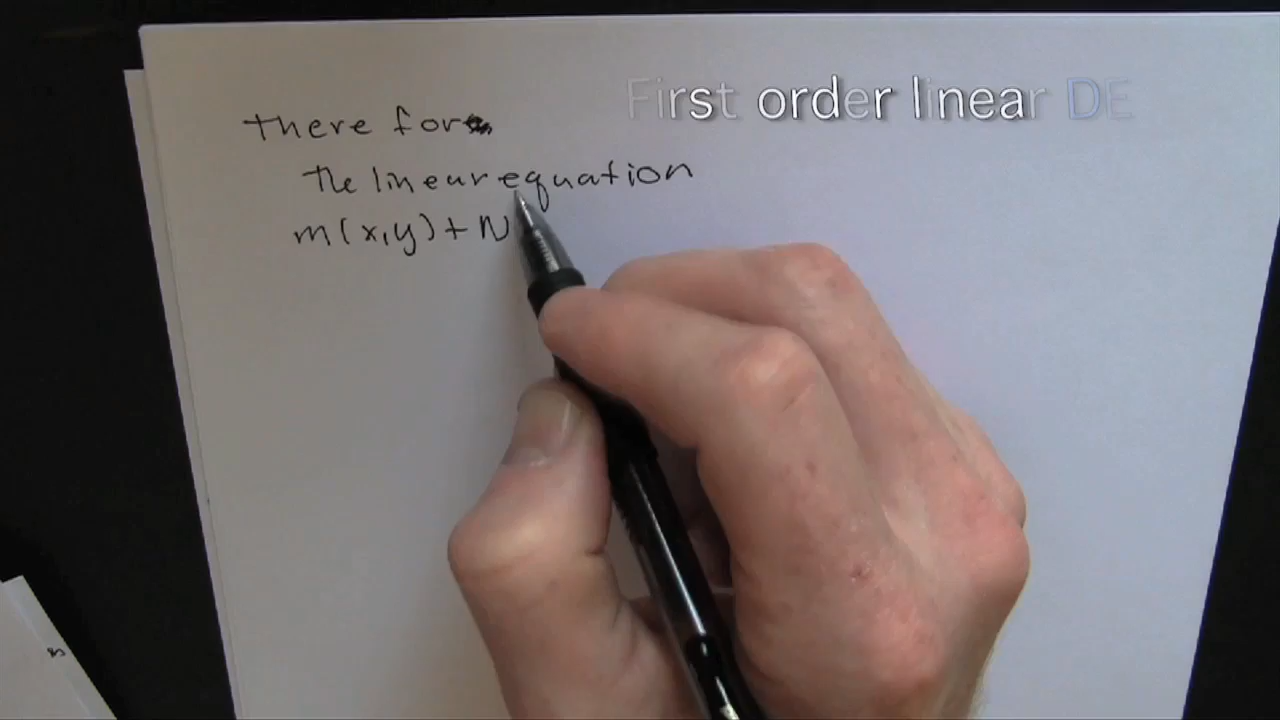 First order linear DE
there for
The linear equation
m(x,y) + N